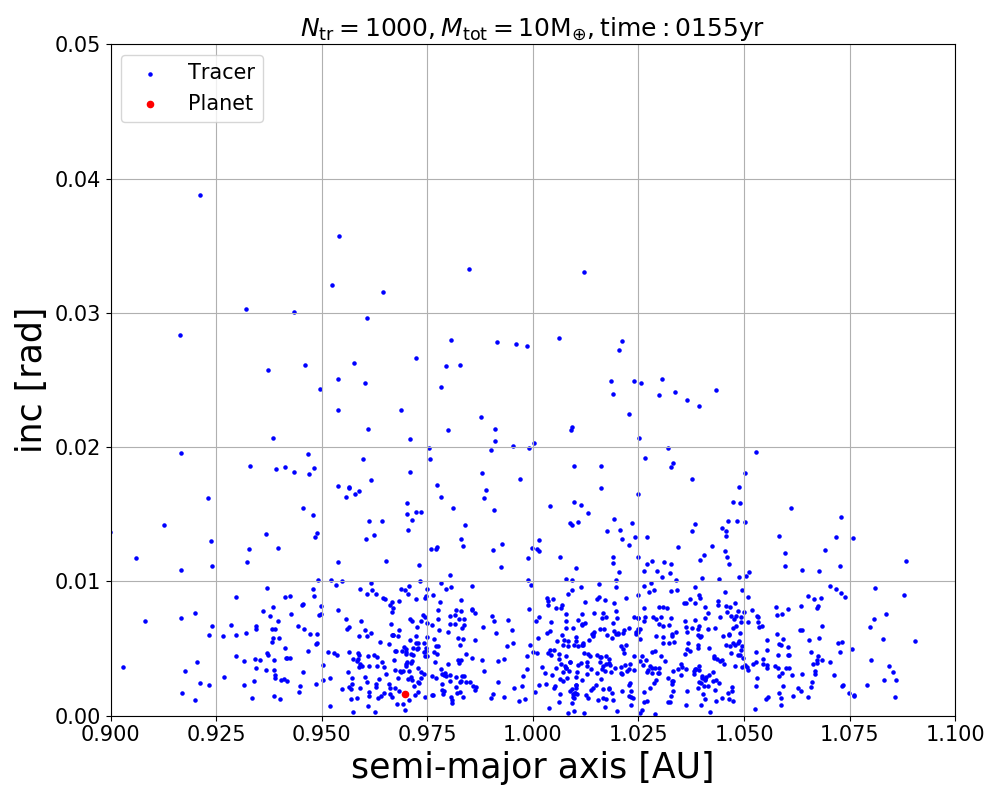 N_tr = 1000, M_tot = 10M_⊕, time : 0155yr
0.05
Tracer
Planet
0.04
0.03
inc [rad]
0.02
0.01
0.00
0.900 0.925 0.950 0.975 1.000 1.025 1.050 1.075 1.100
semi-major axis [AU]